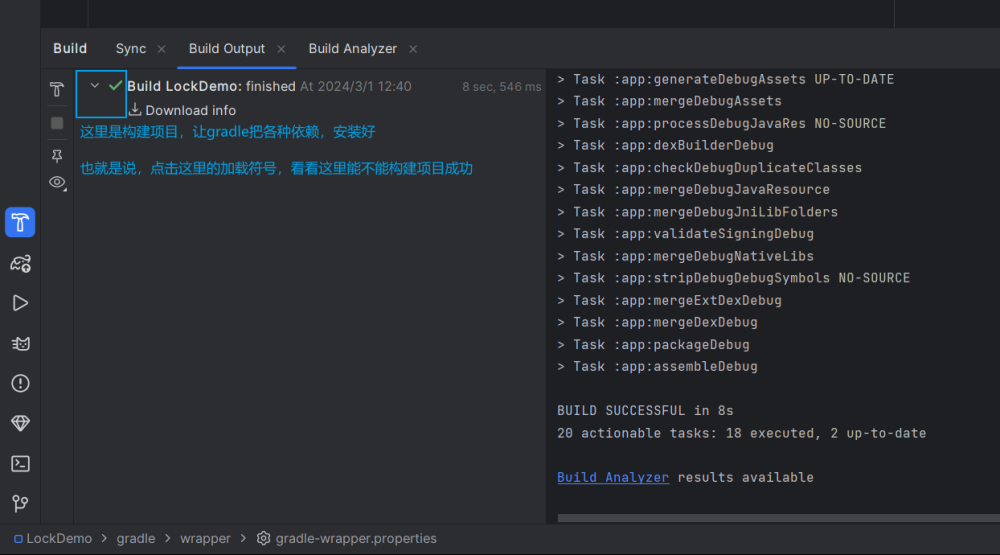 Build
Sync
Build Output
Build Analyzer
Build LockDemo: finished At 2024/3/1 12:40
8 sec, 546 ms
Download info
这里是构建项目，让gradle把各种依赖，安装好
也就是说，点击这里的加载符号，看看这里能不能构建项目成功
> Task :app:generateDebugAssets UP-TO-DATE
> Task :app:mergeDebugAssets
> Task :app:processDebugJavaRes NO-SOURCE
> Task :app:dexBuilderDebug
> Task :app:checkDebugDuplicateClasses
> Task :app:mergeDebugJavaResource
> Task :app:mergeDebugJniLibFolders
> Task :app:validateSigningDebug
> Task :app:mergeDebugNativeLibs
> Task :app:stripDebugDebugSymbols NO-SOURCE
> Task :app:mergeExtDexDebug
> Task :app:mergeDexDebug
> Task :app:packageDebug
> Task :app:assembleDebug
BUILD SUCCESSFUL in 8s
20 actionable tasks: 18 executed, 2 up-to-date
Build Analyzer results available
LockDemo > gradle > wrapper > gradle-wrapper.properties